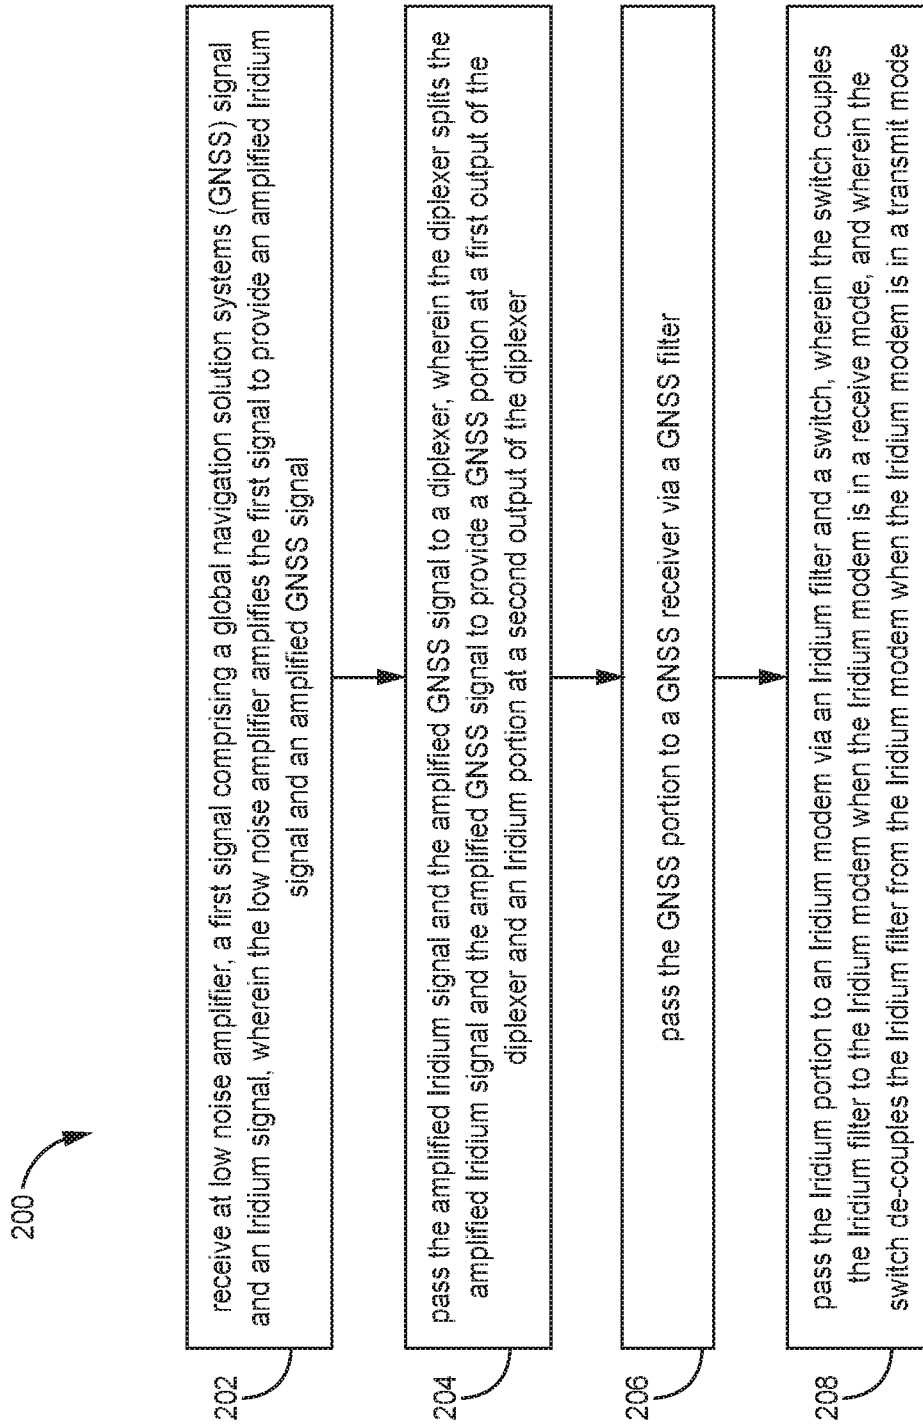 200
202
receive at low noise amplifier, a first signal comprising a global navigation solution systems (GNSS) signal
and an Iridium signal, wherein the low noise amplifier amplifies the first signal to provide an amplified Iridium
signal and an amplified GNSS signal
204
pass the amplified Iridium signal and the amplified GNSS signal to a diplexer, wherein the diplexer splits the
amplified Iridium signal and the amplified GNSS signal to provide a GNSS portion at a first output of the
diplexer and an Iridium portion at a second output of the diplexer
206
pass the GNSS portion to a GNSS receiver via a GNSS filter
208
pass the Iridium portion to an Iridium modem via an Iridium filter and a switch, wherein the switch couples
the Iridium filter to the Iridium modem when the Iridium modem is in a receive mode, and wherein the
switch de-couples the Iridium filter from the Iridium modem when the Iridium modem is in a transmit mode